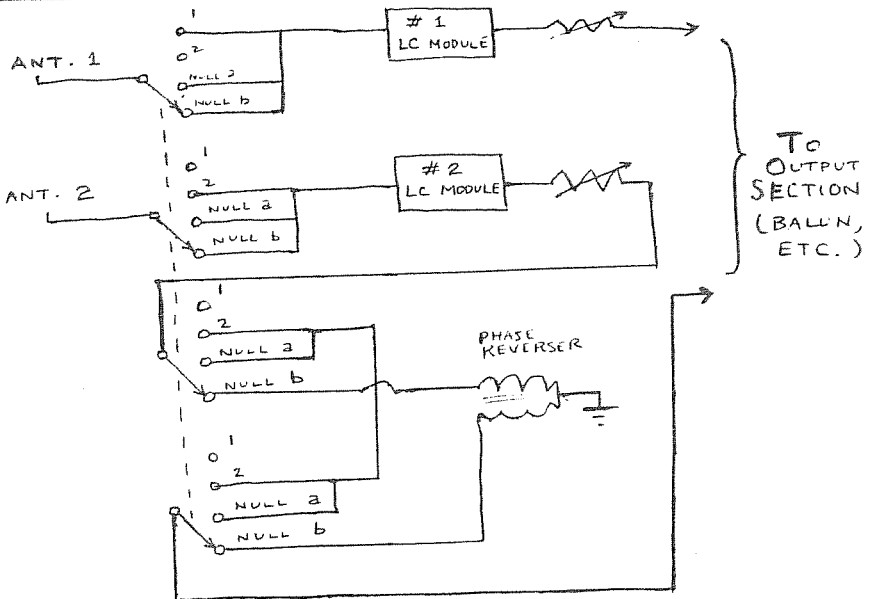 1
# 1
LC MODULE
2
ANT. 1
NULL a
NULL b
1
# 2
LC MODULE
2
ANT. 2
NULL a
NULL b
TO
OUTPUT
SECTION
(BALUN,
ETC.)
1
2
NULL a
NULL b
PHASE
REVERSER
1
2
NULL a
NULL b